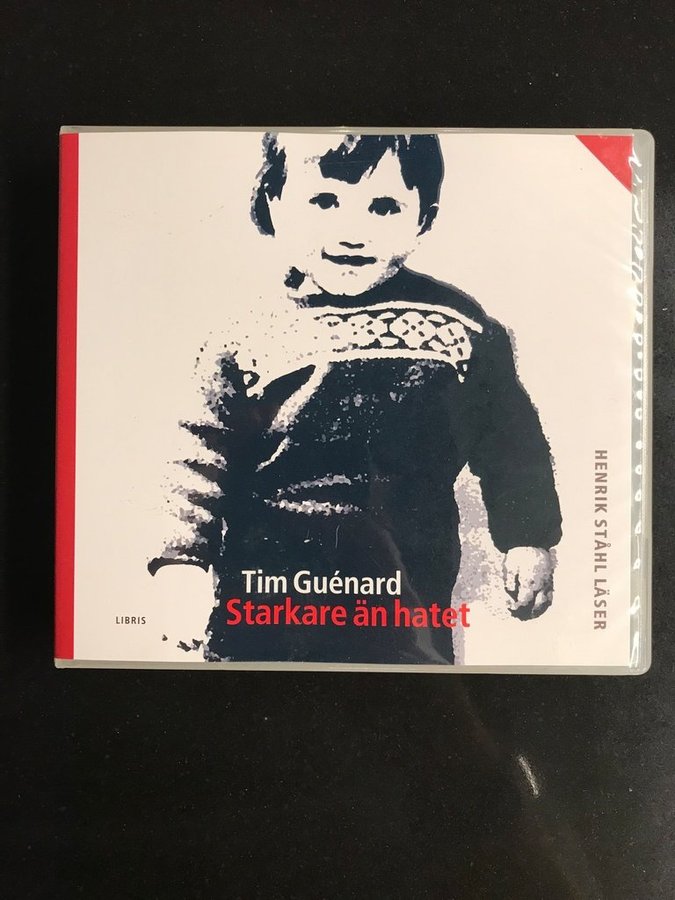 Tim Guénard
Starkare än hatet
LIBRIS
HENRIK STÅHL LÄSER